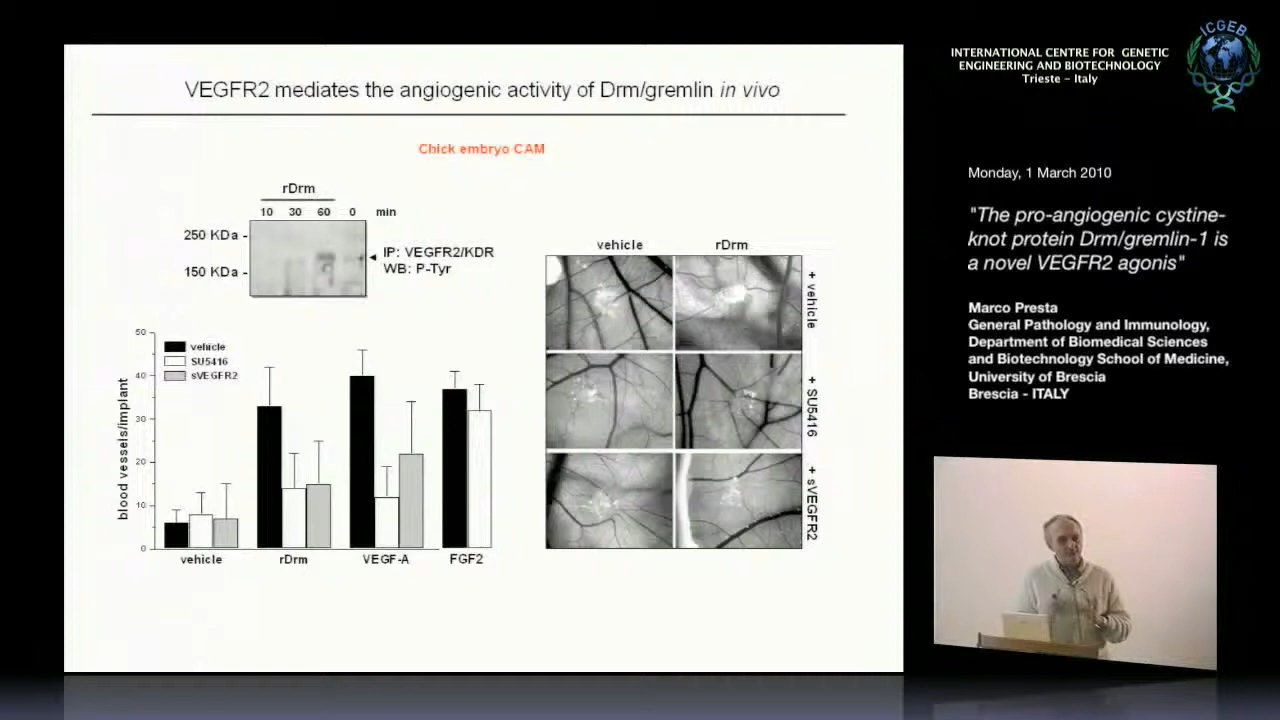 VEGFR2 mediates the angiogenic activity of Drm/gremlin in vivo
Chick embryo CAM
rDrm
10 30 60 0 min
250 KDa -
150 KDa -
IP: VEGFR2/KDR
WB: P-Tyr
50
40
30
20
10
0
blood vessels/implant
vehicle
SU5416
sVEGFR2
vehicle rDrm VEGF-A FGF2
vehicle rDrm
+ vehicle
+ SU5416
+ sVEGFR2
INTERNATIONAL CENTRE FOR GENETIC
ENGINEERING AND BIOTECHNOLOGY
Trieste – Italy
ICGEB
Monday, 1 March 2010
"The pro-angiogenic cystine-
knot protein Drm/gremlin-1 is
a novel VEGFR2 agonis"
Marco Presta
General Pathology and Immunology,
Department of Biomedical Sciences
and Biotechnology School of Medicine,
University of Brescia
Brescia - ITALY